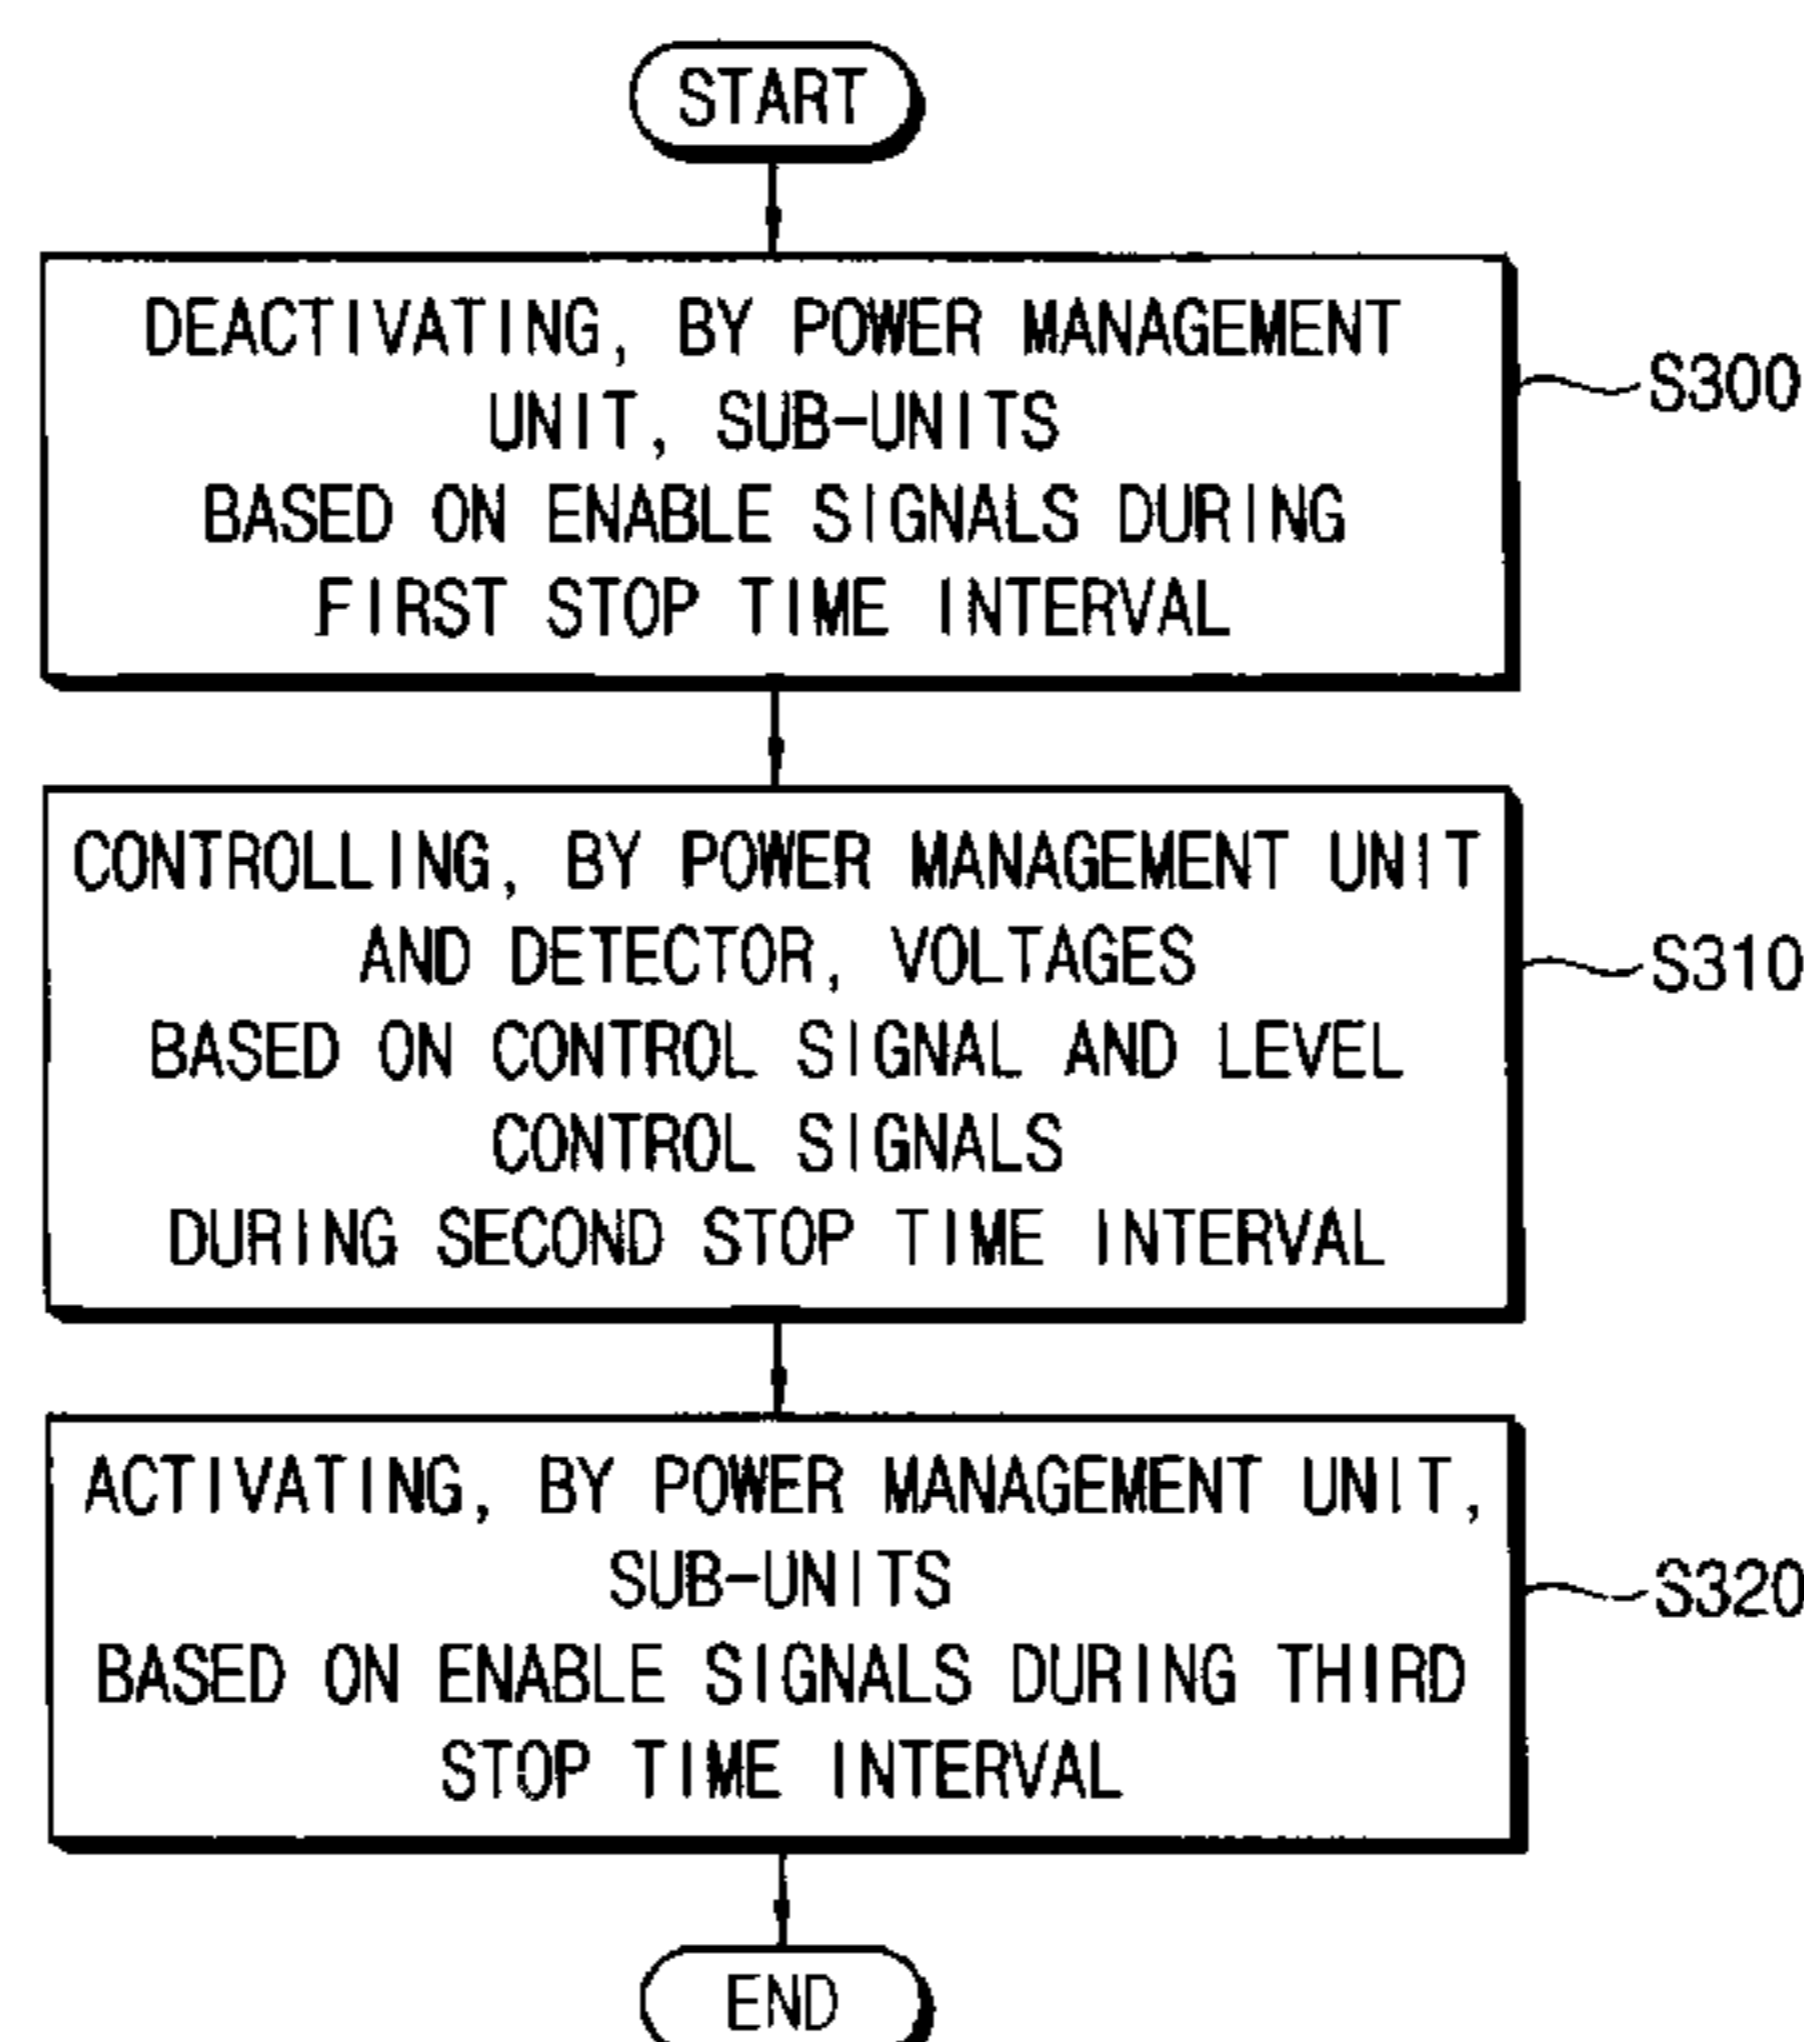 START
DEACTIVATING, BY POWER MANAGEMENT
UNIT, SUB-UNITS
BASED ON ENABLE SIGNALS DURING
FIRST STOP TIME INTERVAL
S300
CONTROLLING, BY POWER MANAGEMENT UNIT
AND DETECTOR, VOLTAGES
BASED ON CONTROL SIGNAL AND LEVEL
CONTROL SIGNALS
DURING SECOND STOP TIME INTERVAL
S310
ACTIVATING, BY POWER MANAGEMENT UNIT,
SUB-UNITS
BASED ON ENABLE SIGNALS DURING THIRD
STOP TIME INTERVAL
S320
END